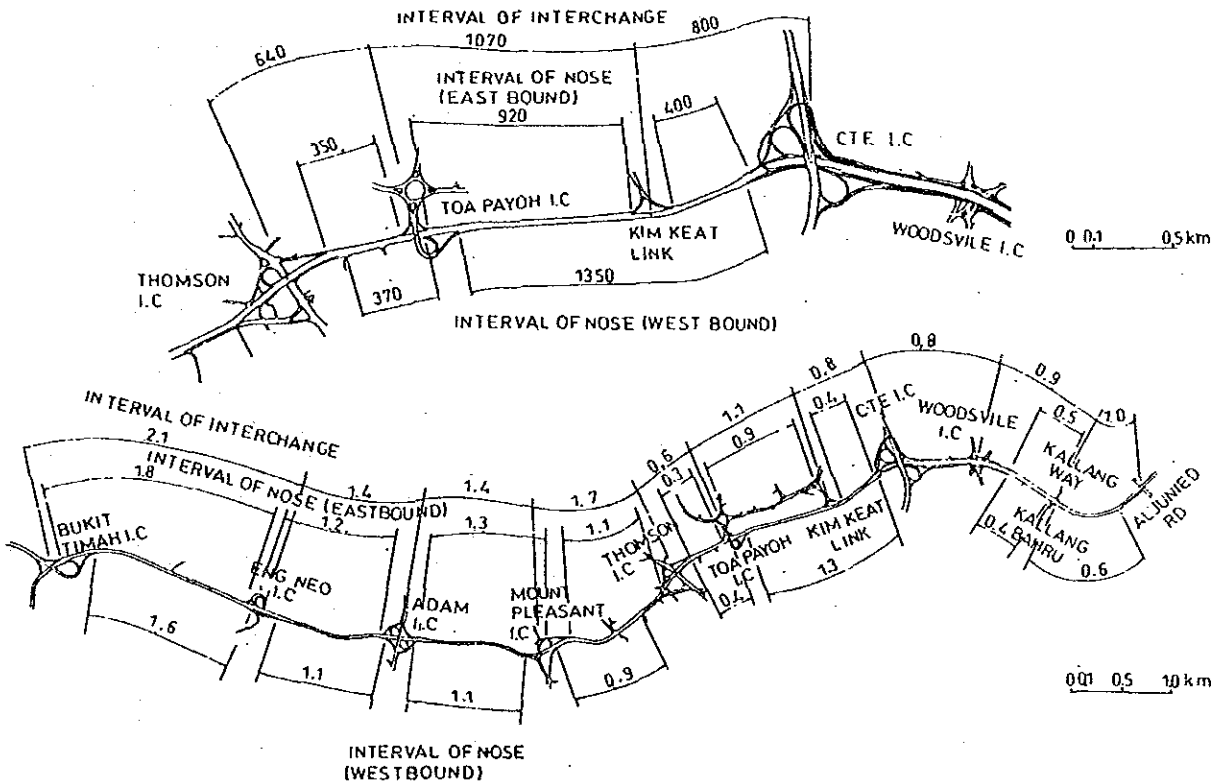 INTERVAL OF INTERCHANGE
640
1070
800
INTERVAL OF NOSE
(EAST BOUND)
920
400
350
CTE I.C
TOA PAYOH I.C
KIM KEAT
LINK
WOODSVILE I.C
0 0.1 0.5 km
THOMSON
I.C
370
1350
INTERVAL OF NOSE (WEST BOUND)
INTERVAL OF INTERCHANGE
2.1
1.4
1.4
1.7
0.6
1.1
0.8
0.8
0.9
1.0
INTERVAL OF NOSE (EASTBOUND)
1.8
1.2
1.3
1.1
0.3
0.9
0.4
0.5
BUKIT
TIMAH I.C
ENG NEO
I.C
ADAM
I.C
MOUNT
PLEASANT
I.C
THOMSON
I.C
TOA PAYOH
I.C
KIM KEAT
LINK
CTE I.C
WOODSVILE
I.C
KALLANG
WAY
KALLANG
BAHRU
ALJUNIED
RD
1.6
1.1
1.1
0.9
0.4
1.3
0.4
0.6
0 0.1 0.5 1.0 km
INTERVAL OF NOSE
(WESTBOUND)